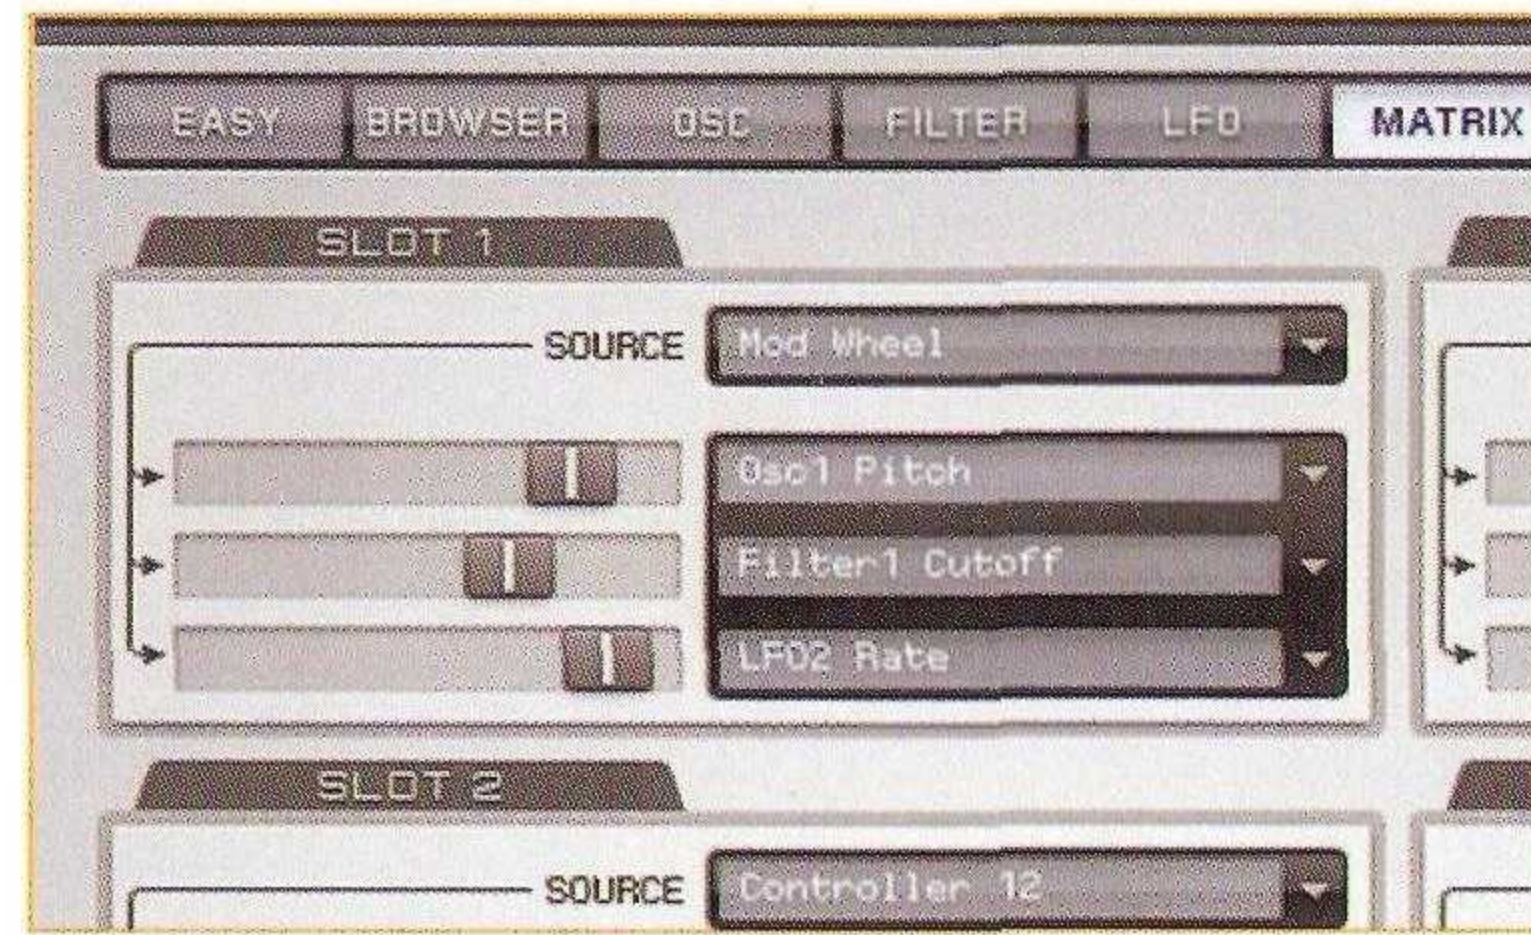 EASY BROWSER OSC FILTER LFO MATRIX
SLOT 1
SOURCE Mod Wheel
Osc1 Pitch
Filter1 Cutoff
LFO2 Rate
SLOT 2
SOURCE Controller 12